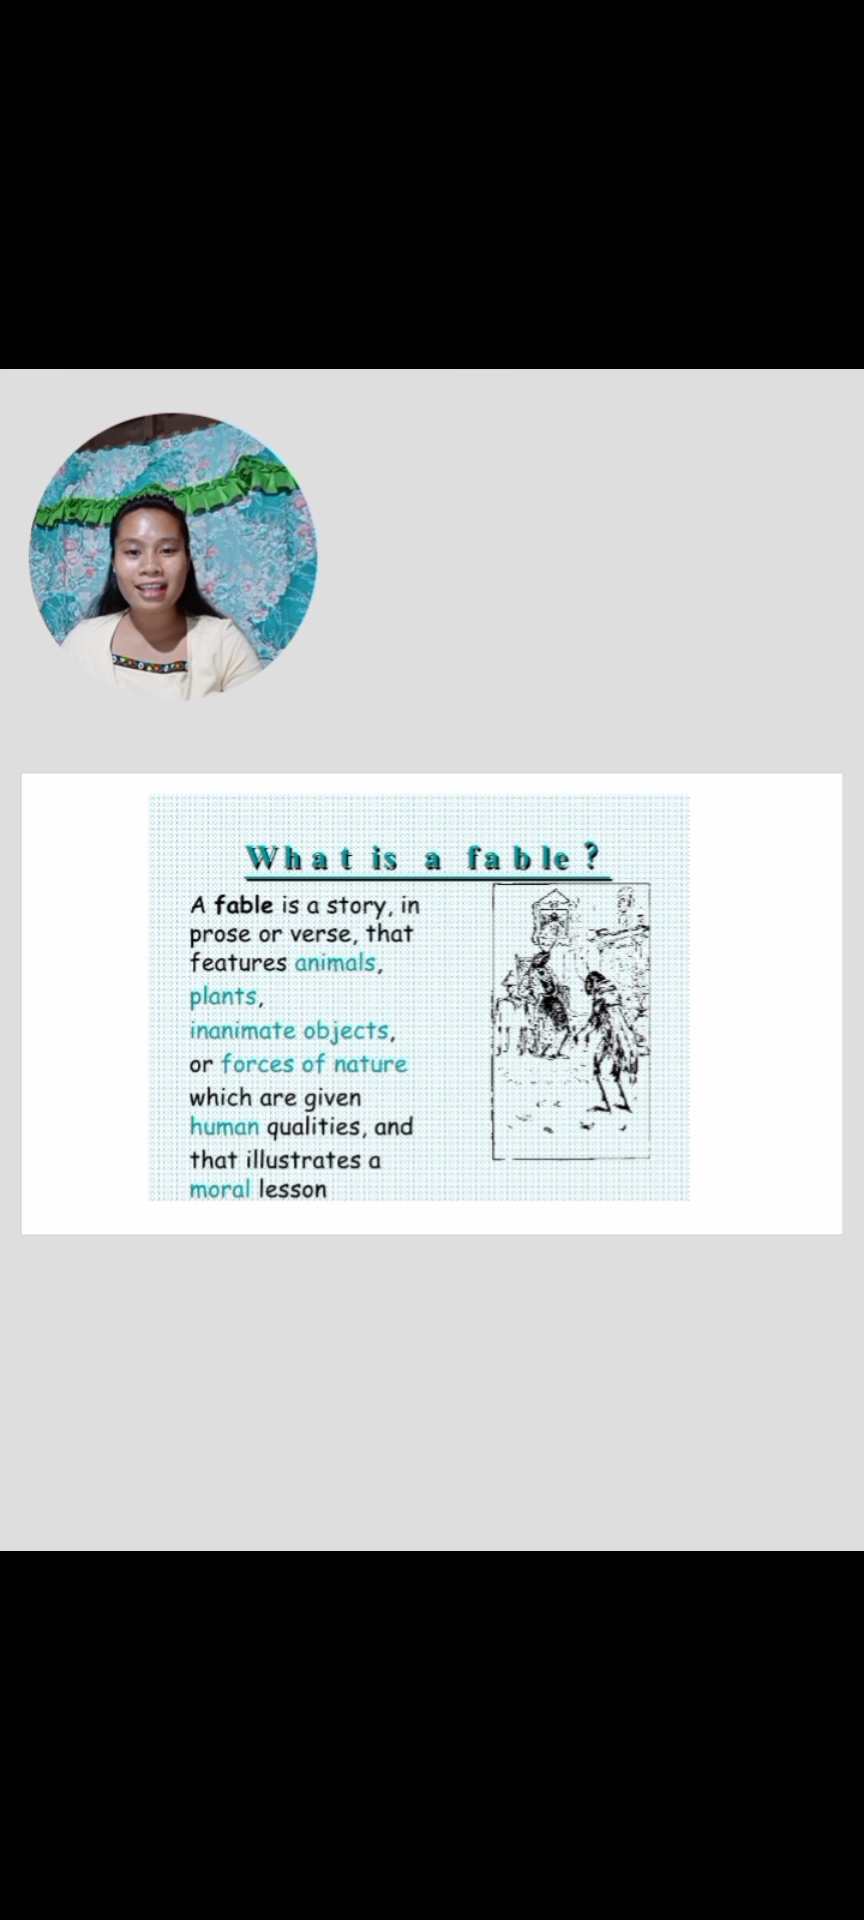 What is a fable?
A fable is a story, in
prose or verse, that
features animals,
plants,
inanimate objects,
or forces of nature
which are given
human qualities, and
that illustrates a
moral lesson